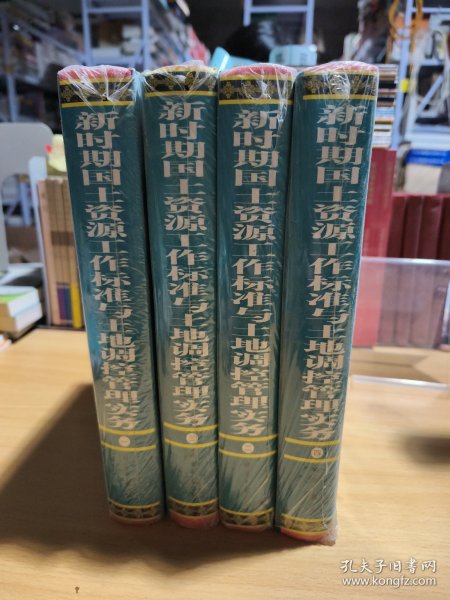 新时期国土资源工作标准与土地调控管理实务
一
新时期国土资源工作标准与土地调控管理实务
新时期国土资源工作标准与土地调控管理实务
新时期国土资源工作标准与土地调控管理实务
四
孔夫子旧书网
www.kongfz.com